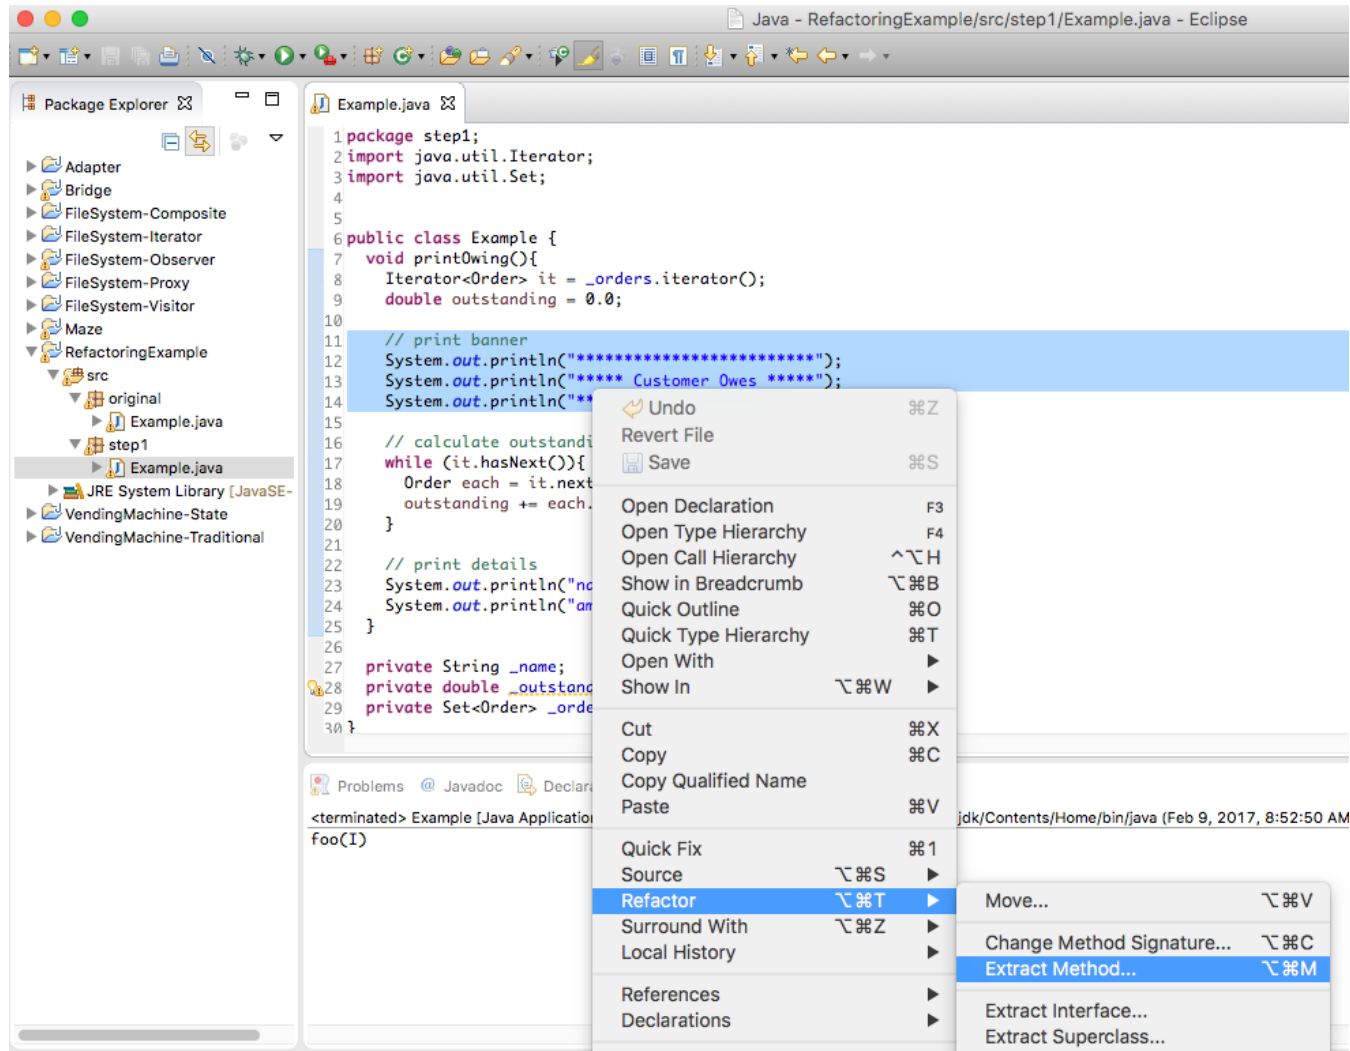 Java - RefactoringExample/src/step1/Example.java - Eclipse
Package Explorer
Adapter
Bridge
FileSystem-Composite
FileSystem-Iterator
FileSystem-Observer
FileSystem-Proxy
FileSystem-Visitor
Maze
RefactoringExample
src
original
Example.java
step1
Example.java
JRE System Library [JavaSE-
VendingMachine-State
VendingMachine-Traditional
Example.java
1 package step1;
2 import java.util.Iterator;
3 import java.util.Set;
4
5
6 public class Example {
7 void printOwing(){
8 Iterator<Order> it = _orders.iterator();
9 double outstanding = 0.0;
10
11 // print banner
12 System.out.println("*************************");
13 System.out.println("***** Customer Owes *****");
14 System.out.println("**
15
16 // calculate outstandi
17 while (it.hasNext()){
18 Order each = it.next
19 outstanding += each.
20 }
21
22 // print details
23 System.out.println("na
24 System.out.println("am
25 }
26
27 private String _name;
28 private double _outstand
29 private Set<Order> _orde
30 }
Problems @ Javadoc Declara
<terminated> Example [Java Applicatio
jdk/Contents/Home/bin/java (Feb 9, 2017, 8:52:50 AM
foo(I)
Undo ⌘Z
Revert File
Save ⌘S
Open Declaration F3
Open Type Hierarchy F4
Open Call Hierarchy ^⌥H
Show in Breadcrumb ⌥⌘B
Quick Outline ⌘O
Quick Type Hierarchy ⌘T
Open With
Show In ⌥⌘W
Cut ⌘X
Copy ⌘C
Copy Qualified Name
Paste ⌘V
Quick Fix ⌘1
Source ⌥⌘S
Refactor ⌥⌘T
Surround With ⌥⌘Z
Local History
References
Declarations
Move... ⌥⌘V
Change Method Signature... ⌥⌘C
Extract Method... ⌥⌘M
Extract Interface...
Extract Superclass...